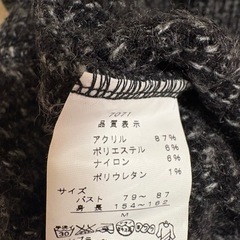 7071
品質表示
アクリル 87%
ポリエステル 6%
ナイロン 6%
ポリウレタン 1%
サイズ
バスト 79〜87
身長 154〜162
M